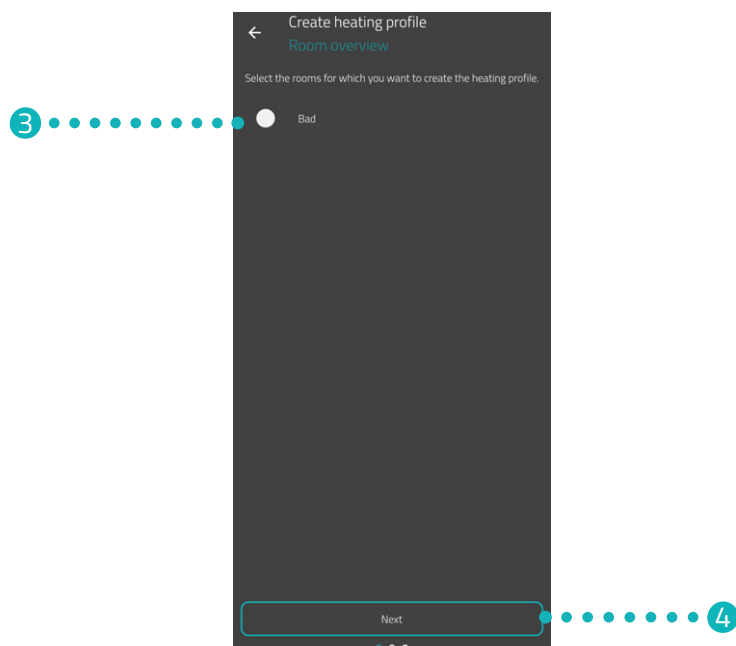 Create heating profile
Room overview
Select the rooms for which you want to create the heating profile.
3
Bad
Next
4